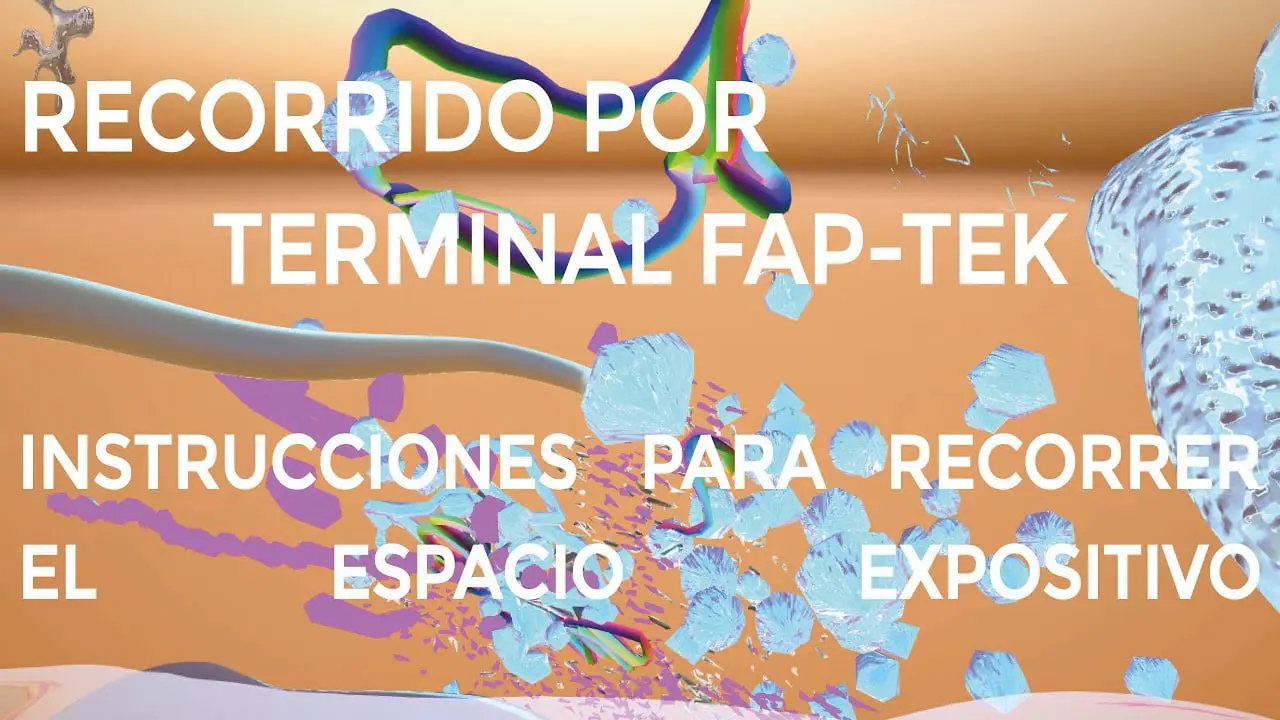 RECORRIDO POR
TERMINAL FAP-TEK
INSTRUCCIONES PARA RECORRER
EL ESPACIO EXPOSITIVO